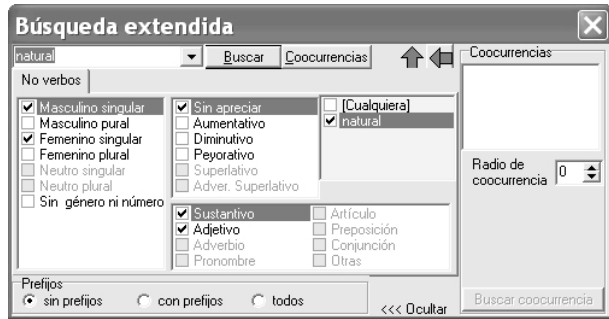 Búsqueda extendida
natural Buscar Coocurrencias
No verbos
Masculino singular
Masculino pural
Femenino singular
Femenino plural
Neutro singular
Neutro plural
Sin género ni número
Sin apreciar
Aumentativo
Diminutivo
Peyorativo
Superlativo
Adver. Superlativo
[Cualquiera]
natural
Sustantivo
Adjetivo
Adverbio
Pronombre
Artículo
Preposición
Conjunción
Otras
Prefijos
sin prefijos con prefijos todos
<<< Ocultar
Coocurrencias
Radio de
coocurrencia 0
Buscar coocurrencia